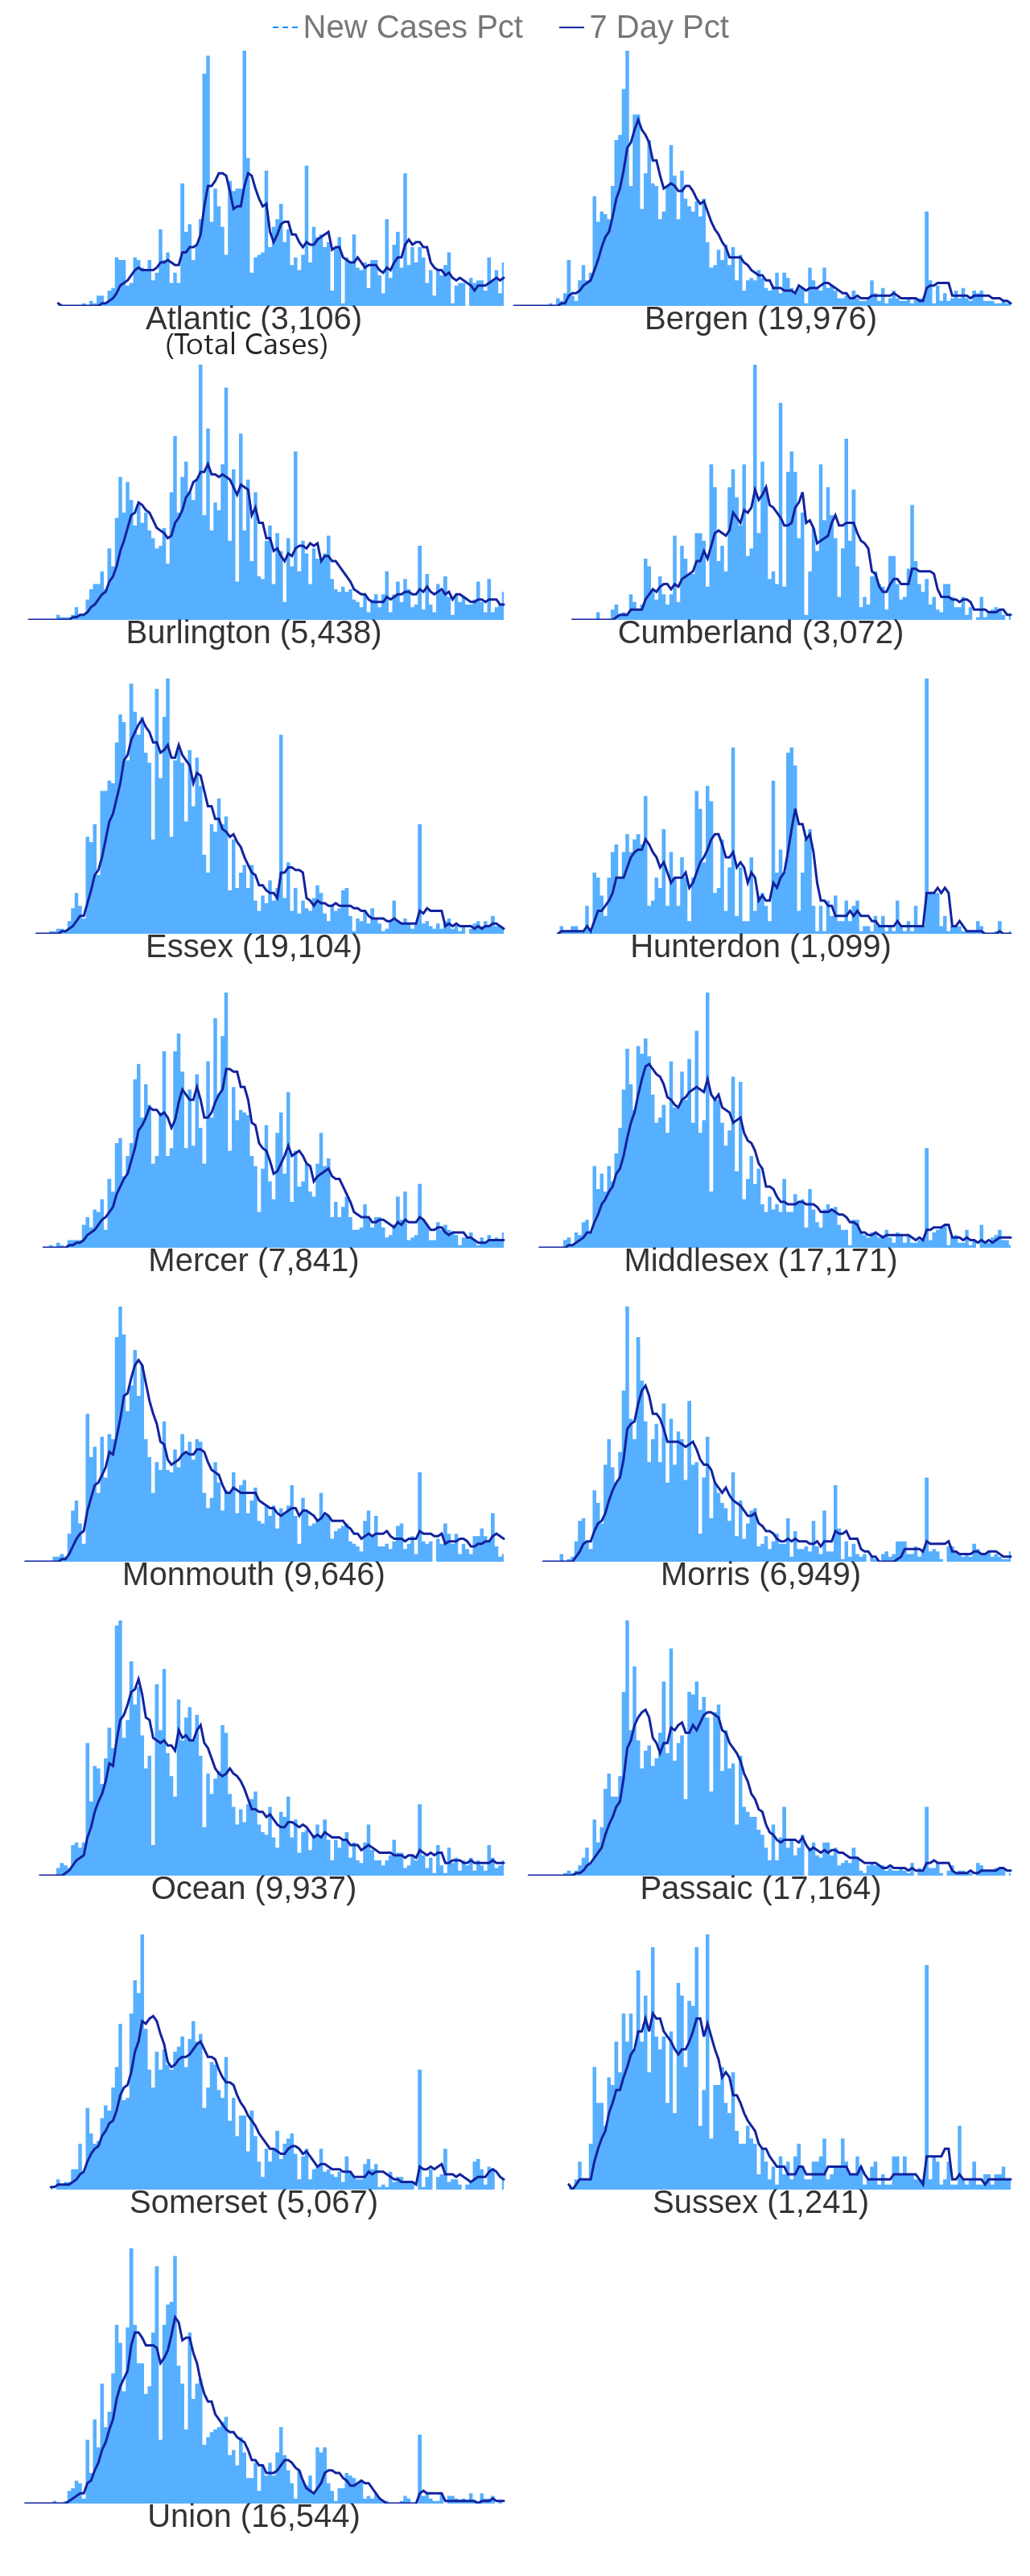 New Cases Pct 7 Day Pct
Atlantic (3,106) Bergen (19,976)
(Total Cases)
Burlington (5,438) Cumberland (3,072)
Essex (19,104) Hunterdon (1,099)
Mercer (7,841) Middlesex (17,171)
Monmouth (9,646) Morris (6,949)
Ocean (9,937) Passaic (17,164)
Somerset (5,067) Sussex (1,241)
Union (16,544)